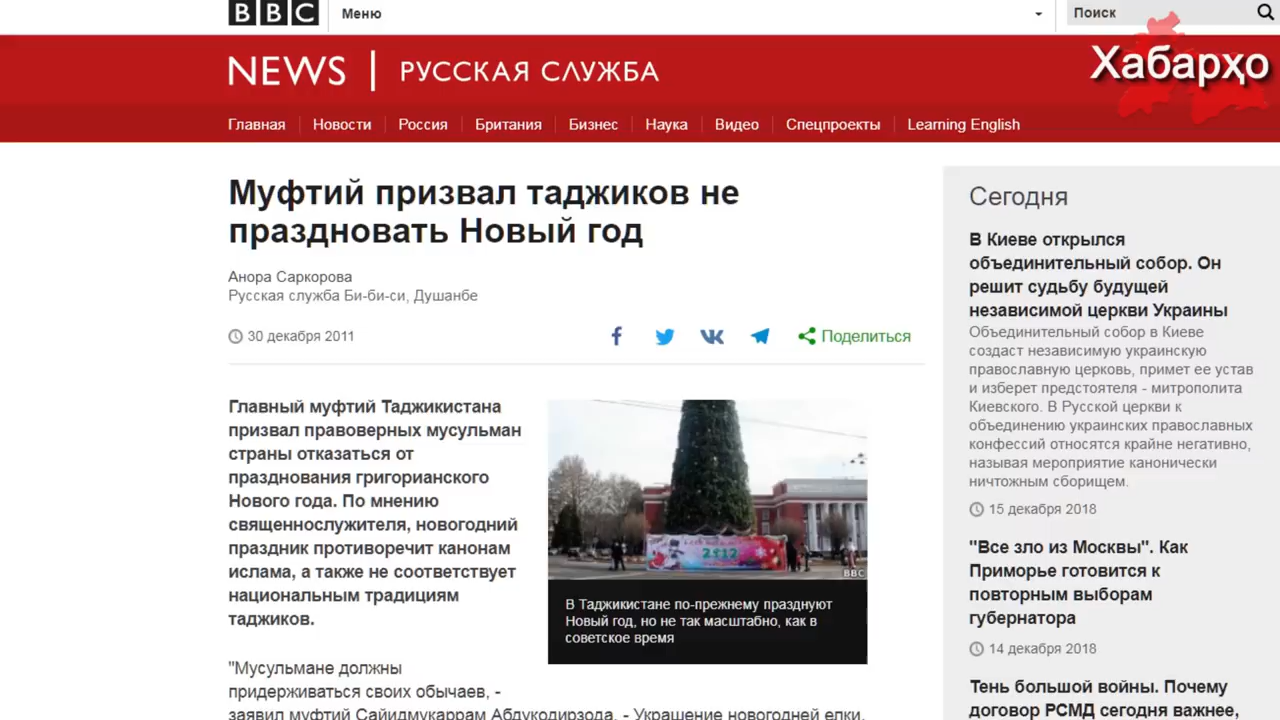 BBC
Меню
Поиск
Хабарҳо
NEWS | РУССКАЯ СЛУЖБА
Главная
Новости
Россия
Британия
Бизнес
Наука
Видео
Спецпроекты
Learning English
Муфтий призвал таджиков не
праздновать Новый год
Анора Саркорова
Русская служба Би-би-си, Душанбе
30 декабря 2011
Поделиться
Главный муфтий Таджикистана
призвал правоверных мусульман
страны отказаться от
празднования григорианского
Нового года. По мнению
священнослужителя, новогодний
праздник противоречит канонам
ислама, а также не соответствует
национальным традициям
таджиков.
2012
BBC
В Таджикистане по-прежнему празднуют
Новый год, но не так масштабно, как в
советское время
"Мусульмане должны
придерживаться своих обычаев, -
заявил муфтий Сайидмукаррам Абдукодирзода. - Украшение новогодней елки,
Сегодня
В Киеве открылся
объединительный собор. Он
решит судьбу будущей
независимой церкви Украины
Объединительный собор в Киеве
создаст независимую украинскую
православную церковь, примет ее устав
и изберет предстоятеля - митрополита
Киевского. В Русской церкви к
объединению украинских православных
конфессий относятся крайне негативно,
называя мероприятие канонически
ничтожным сборищем.
15 декабря 2018
"Все зло из Москвы". Как
Приморье готовится к
повторным выборам
губернатора
14 декабря 2018
Тень большой войны. Почему
договор РСМД сегодня важнее,